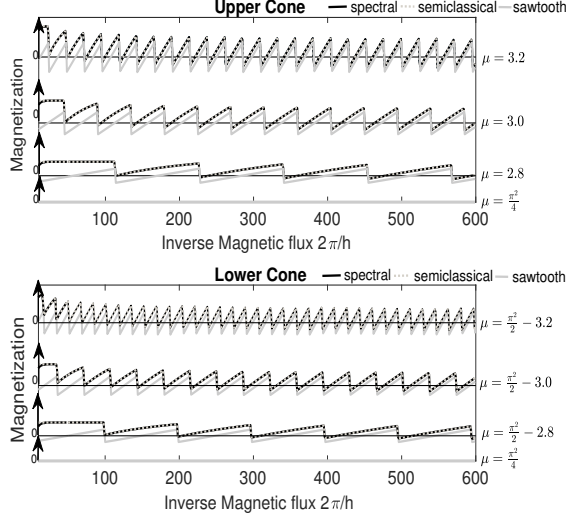 Upper Cone
spectral semiclassical sawtooth
Magnetization
0
μ = 3.2
0
μ = 3.0
0
μ = 2.8
0
μ = π²/4
100 200 300 400 500 600
Inverse Magnetic flux 2π/h
Lower Cone
spectral semiclassical sawtooth
Magnetization
0
μ = π²/2 − 3.2
0
μ = π²/2 − 3.0
0
μ = π²/2 − 2.8
0
μ = π²/4
100 200 300 400 500 600
Inverse Magnetic flux 2π/h